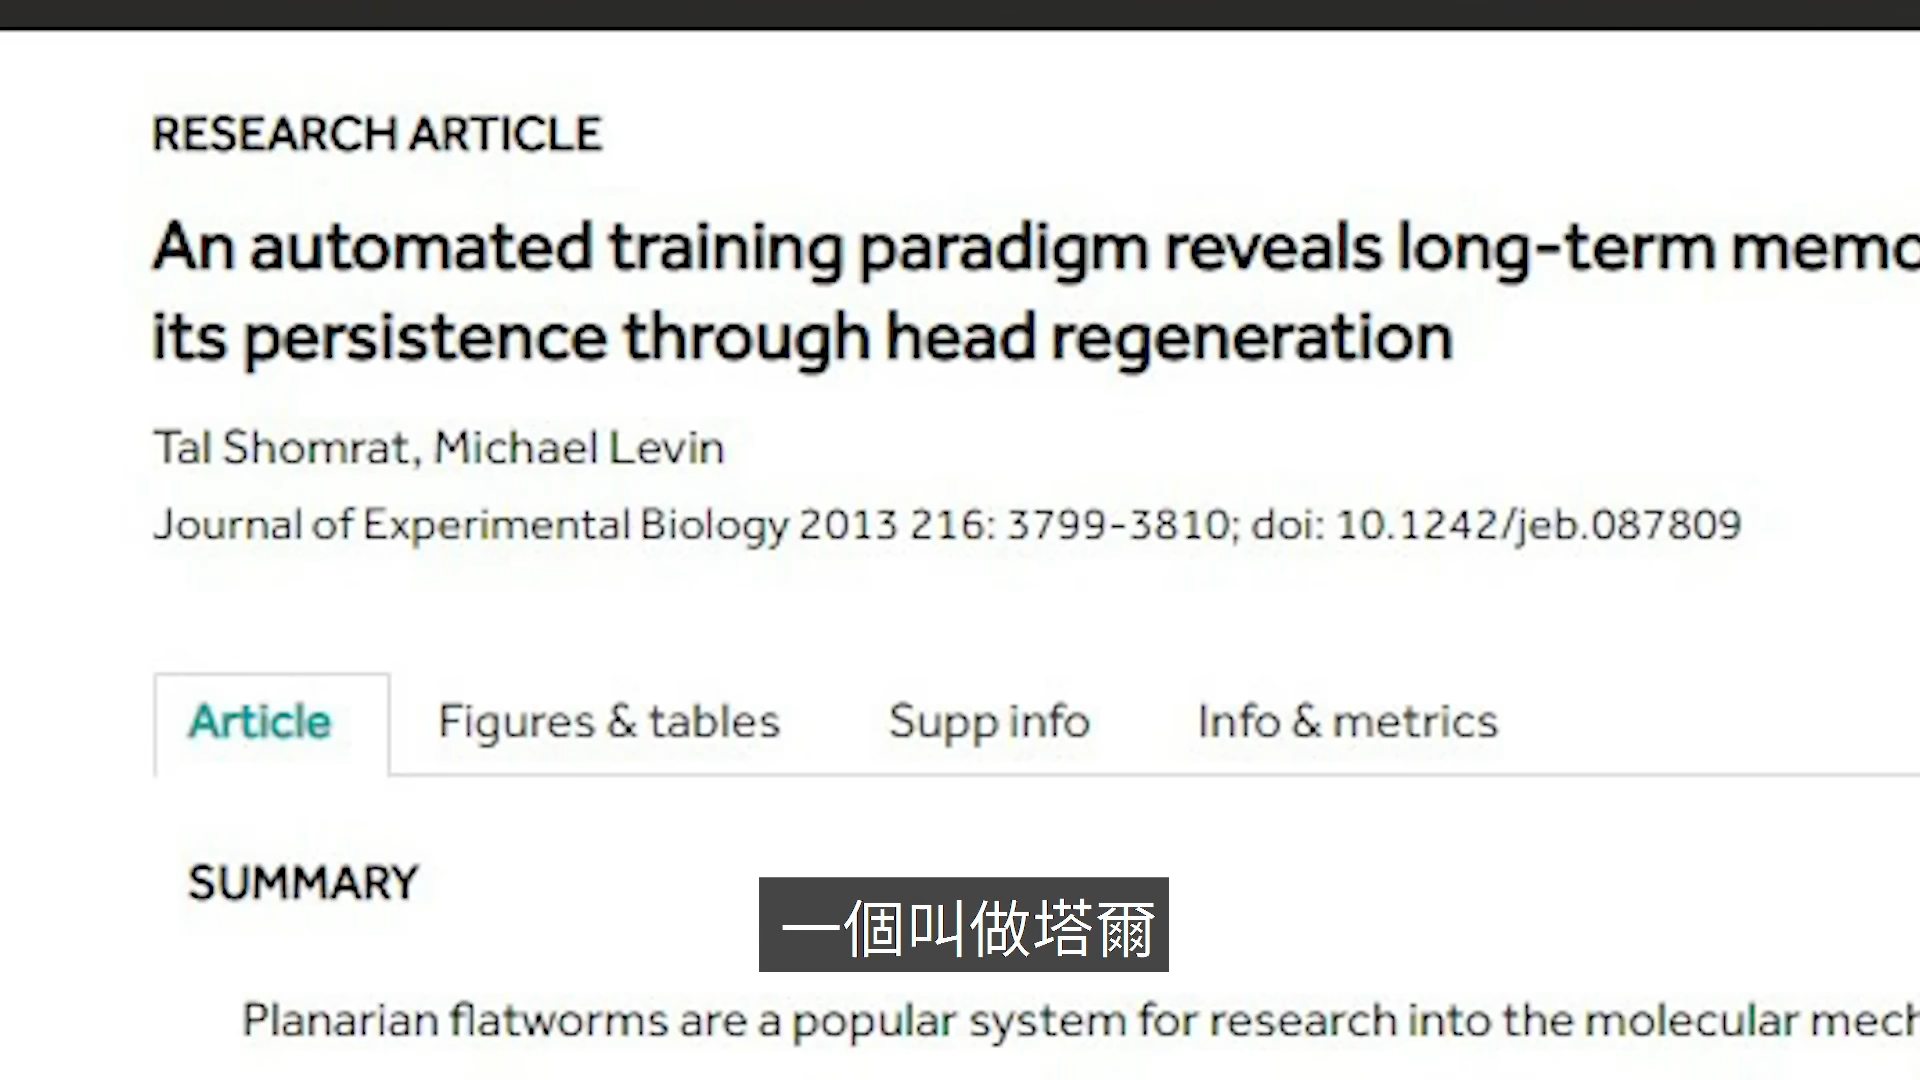 RESEARCH ARTICLE
An automated training paradigm reveals long-term memo
its persistence through head regeneration
Tal Shomrat, Michael Levin
Journal of Experimental Biology 2013 216: 3799-3810; doi: 10.1242/jeb.087809
Article Figures & tables Supp info Info & metrics
SUMMARY
一個叫做塔爾
Planarian flatworms are a popular system for research into the molecular mech